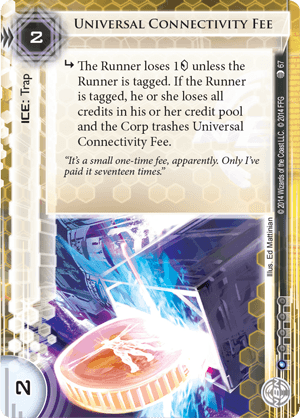 UNIVERSAL CONNECTIVITY FEE
2
ICE: Trap
↳ The Runner loses 1 unless the
Runner is tagged. If the Runner
is tagged, he or she loses all
credits in his or her credit pool
and the Corp trashes Universal
Connectivity Fee.
“It’s a small one-time fee, apparently. Only I’ve
paid it seventeen times.”
67
© 2014 Wizards of the Coast LLC. © 2014 FFG
Illus. Ed Mattinian
2